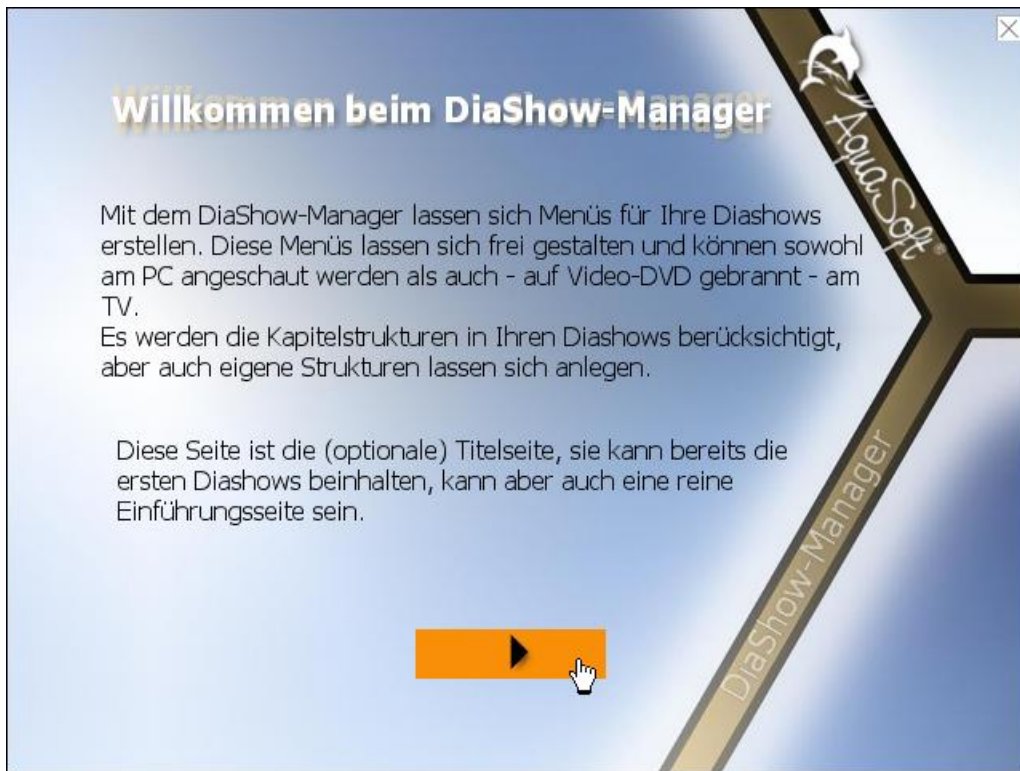 Willkommen beim DiaShow-Manager
AquaSoft®
Mit dem DiaShow-Manager lassen sich Menüs für Ihre Diashows
erstellen. Diese Menüs lassen sich frei gestalten und können sowohl
am PC angeschaut werden als auch - auf Video-DVD gebrannt - am
TV.
Es werden die Kapitelstrukturen in Ihren Diashows berücksichtigt,
aber auch eigene Strukturen lassen sich anlegen.
Diese Seite ist die (optionale) Titelseite, sie kann bereits die
ersten Diashows beinhalten, kann aber auch eine reine
Einführungsseite sein.
DiaShow-Manager